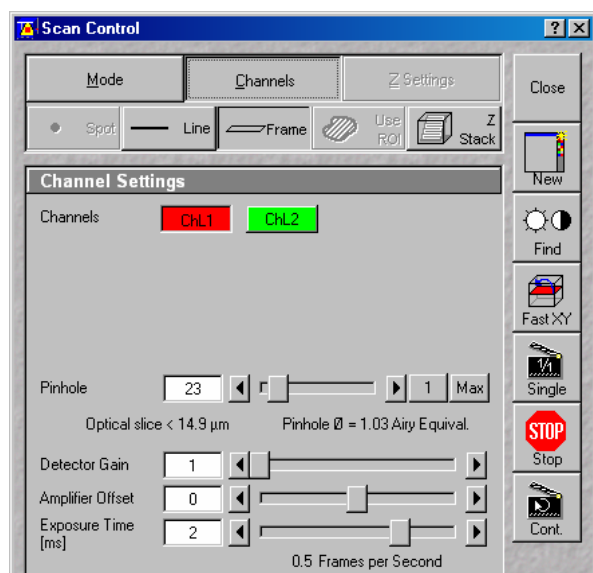 Scan Control
Mode
Channels
Z Settings
Close
Spot
Line
Frame
Use ROI
Z Stack
New
Channel Settings
Channels
ChL1
ChL2
Find
Fast XY
Pinhole
23
1
Max
1/1
Single
Optical slice < 14.9 µm
Pinhole Ø = 1.03 Airy Equival.
STOP
Stop
Detector Gain
1
Amplifier Offset
0
Exposure Time [ms]
2
Cont.
0.5 Frames per Second